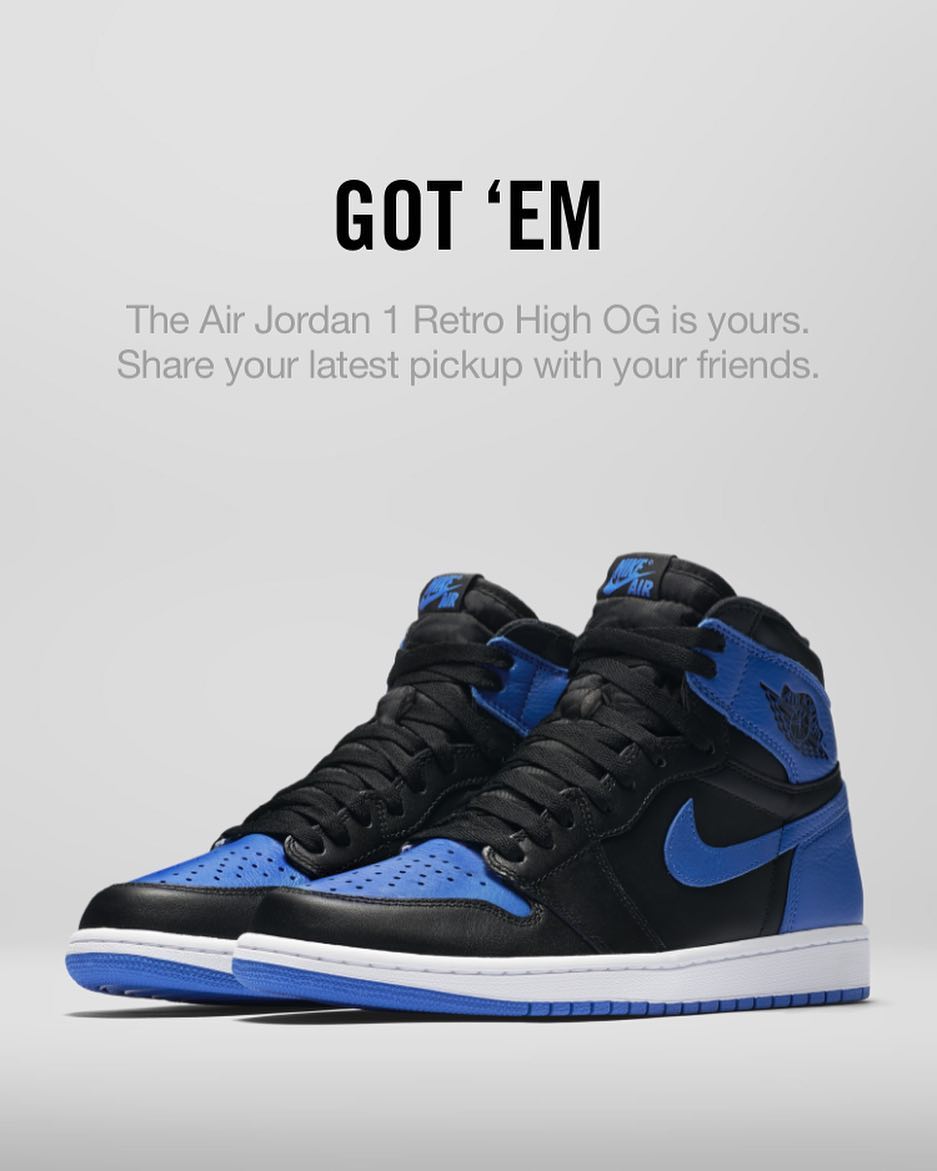 GOT ‘EM
The Air Jordan 1 Retro High OG is yours.
Share your latest pickup with your friends.
NIKE
AIR
NIKE
AIR